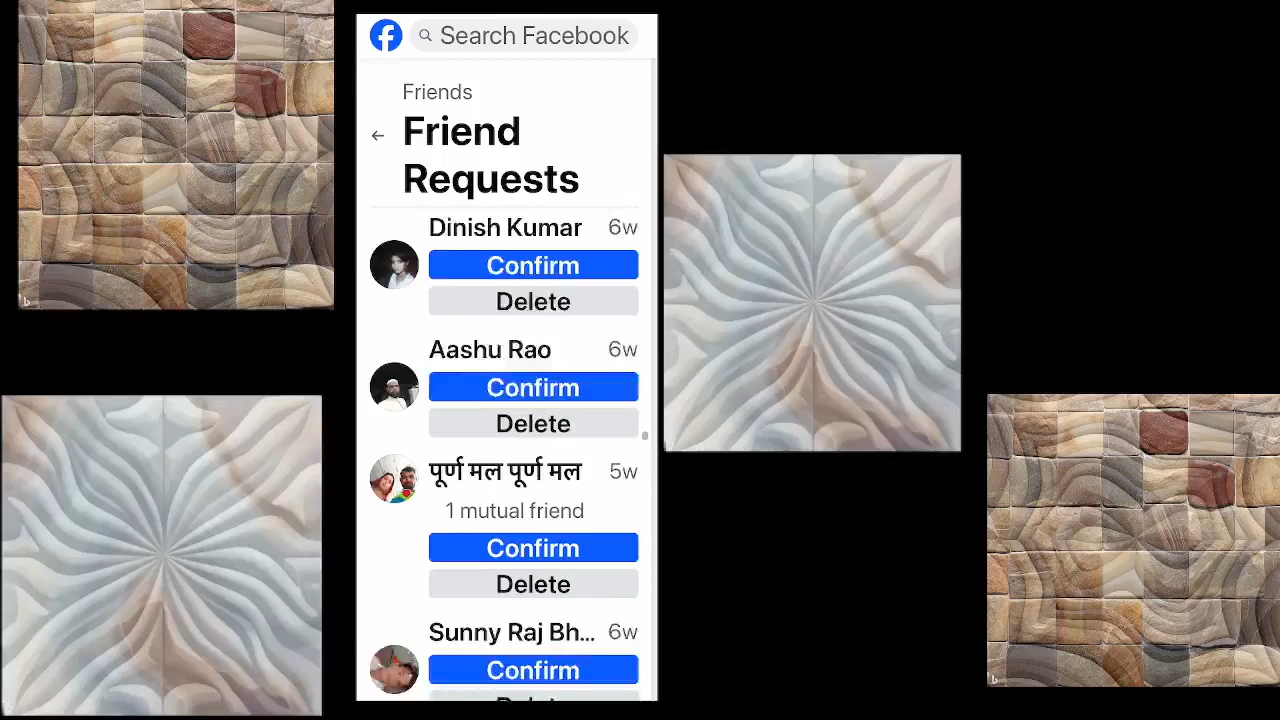 Search Facebook
Friends
Friend
Requests
Dinish Kumar 6w
Confirm
Delete
Aashu Rao 6w
Confirm
Delete
पूर्ण मल पूर्ण मल 5w
1 mutual friend
Confirm
Delete
Sunny Raj Bh... 6w
Confirm